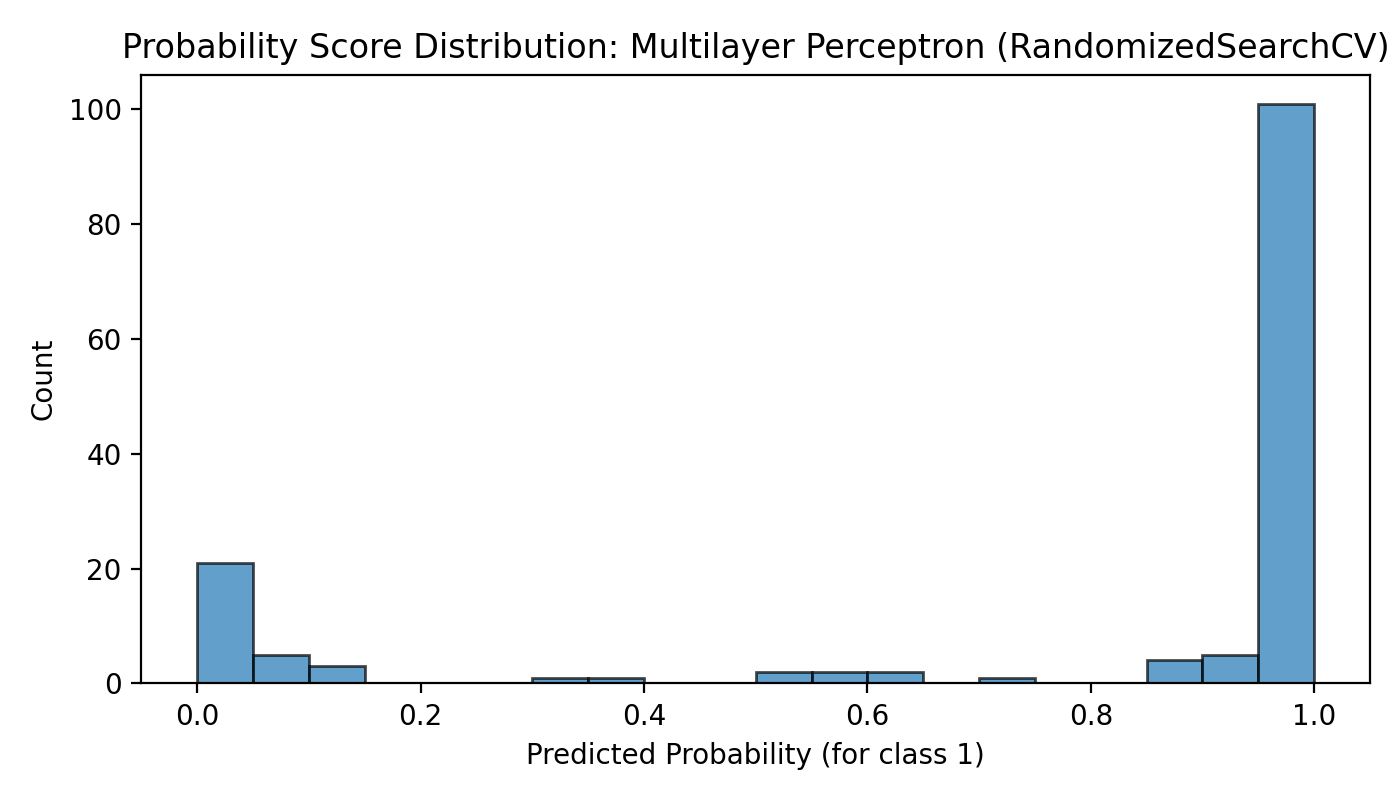 Probability Score Distribution: Multilayer Perceptron (RandomizedSearchCV)
100
80
60
40
20
0
Count
0.0 0.2 0.4 0.6 0.8 1.0
Predicted Probability (for class 1)